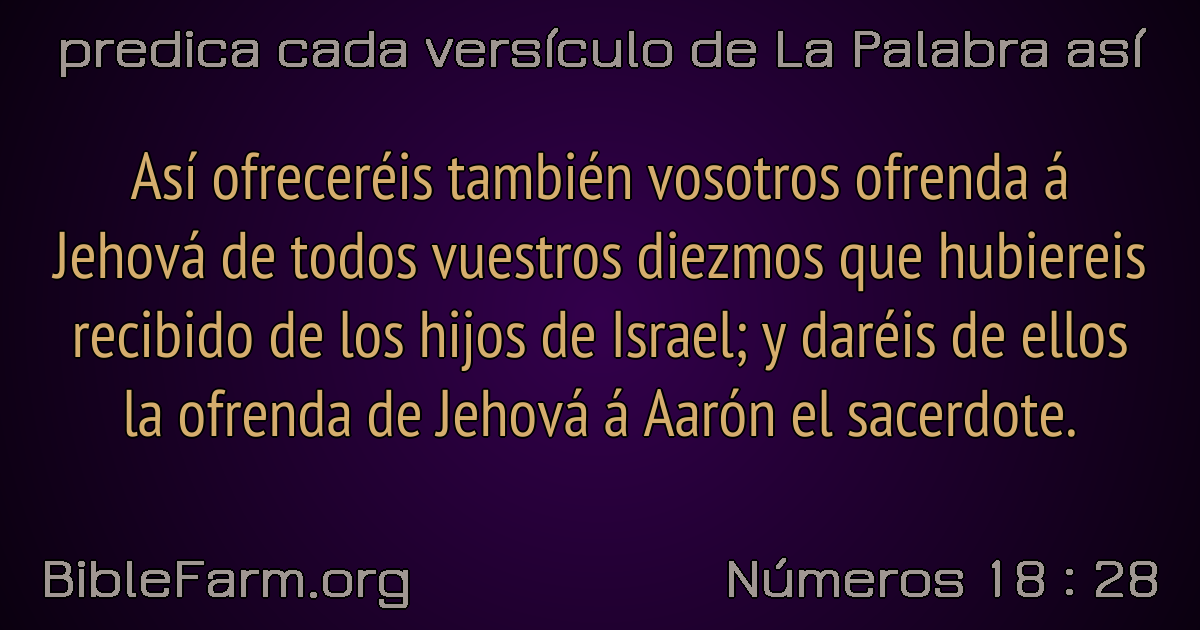 predica cada versículo de La Palabra así
Así ofreceréis también vosotros ofrenda á
Jehová de todos vuestros diezmos que hubiereis
recibido de los hijos de Israel; y daréis de ellos
la ofrenda de Jehová á Aarón el sacerdote.
BibleFarm.org
Números 18 : 28